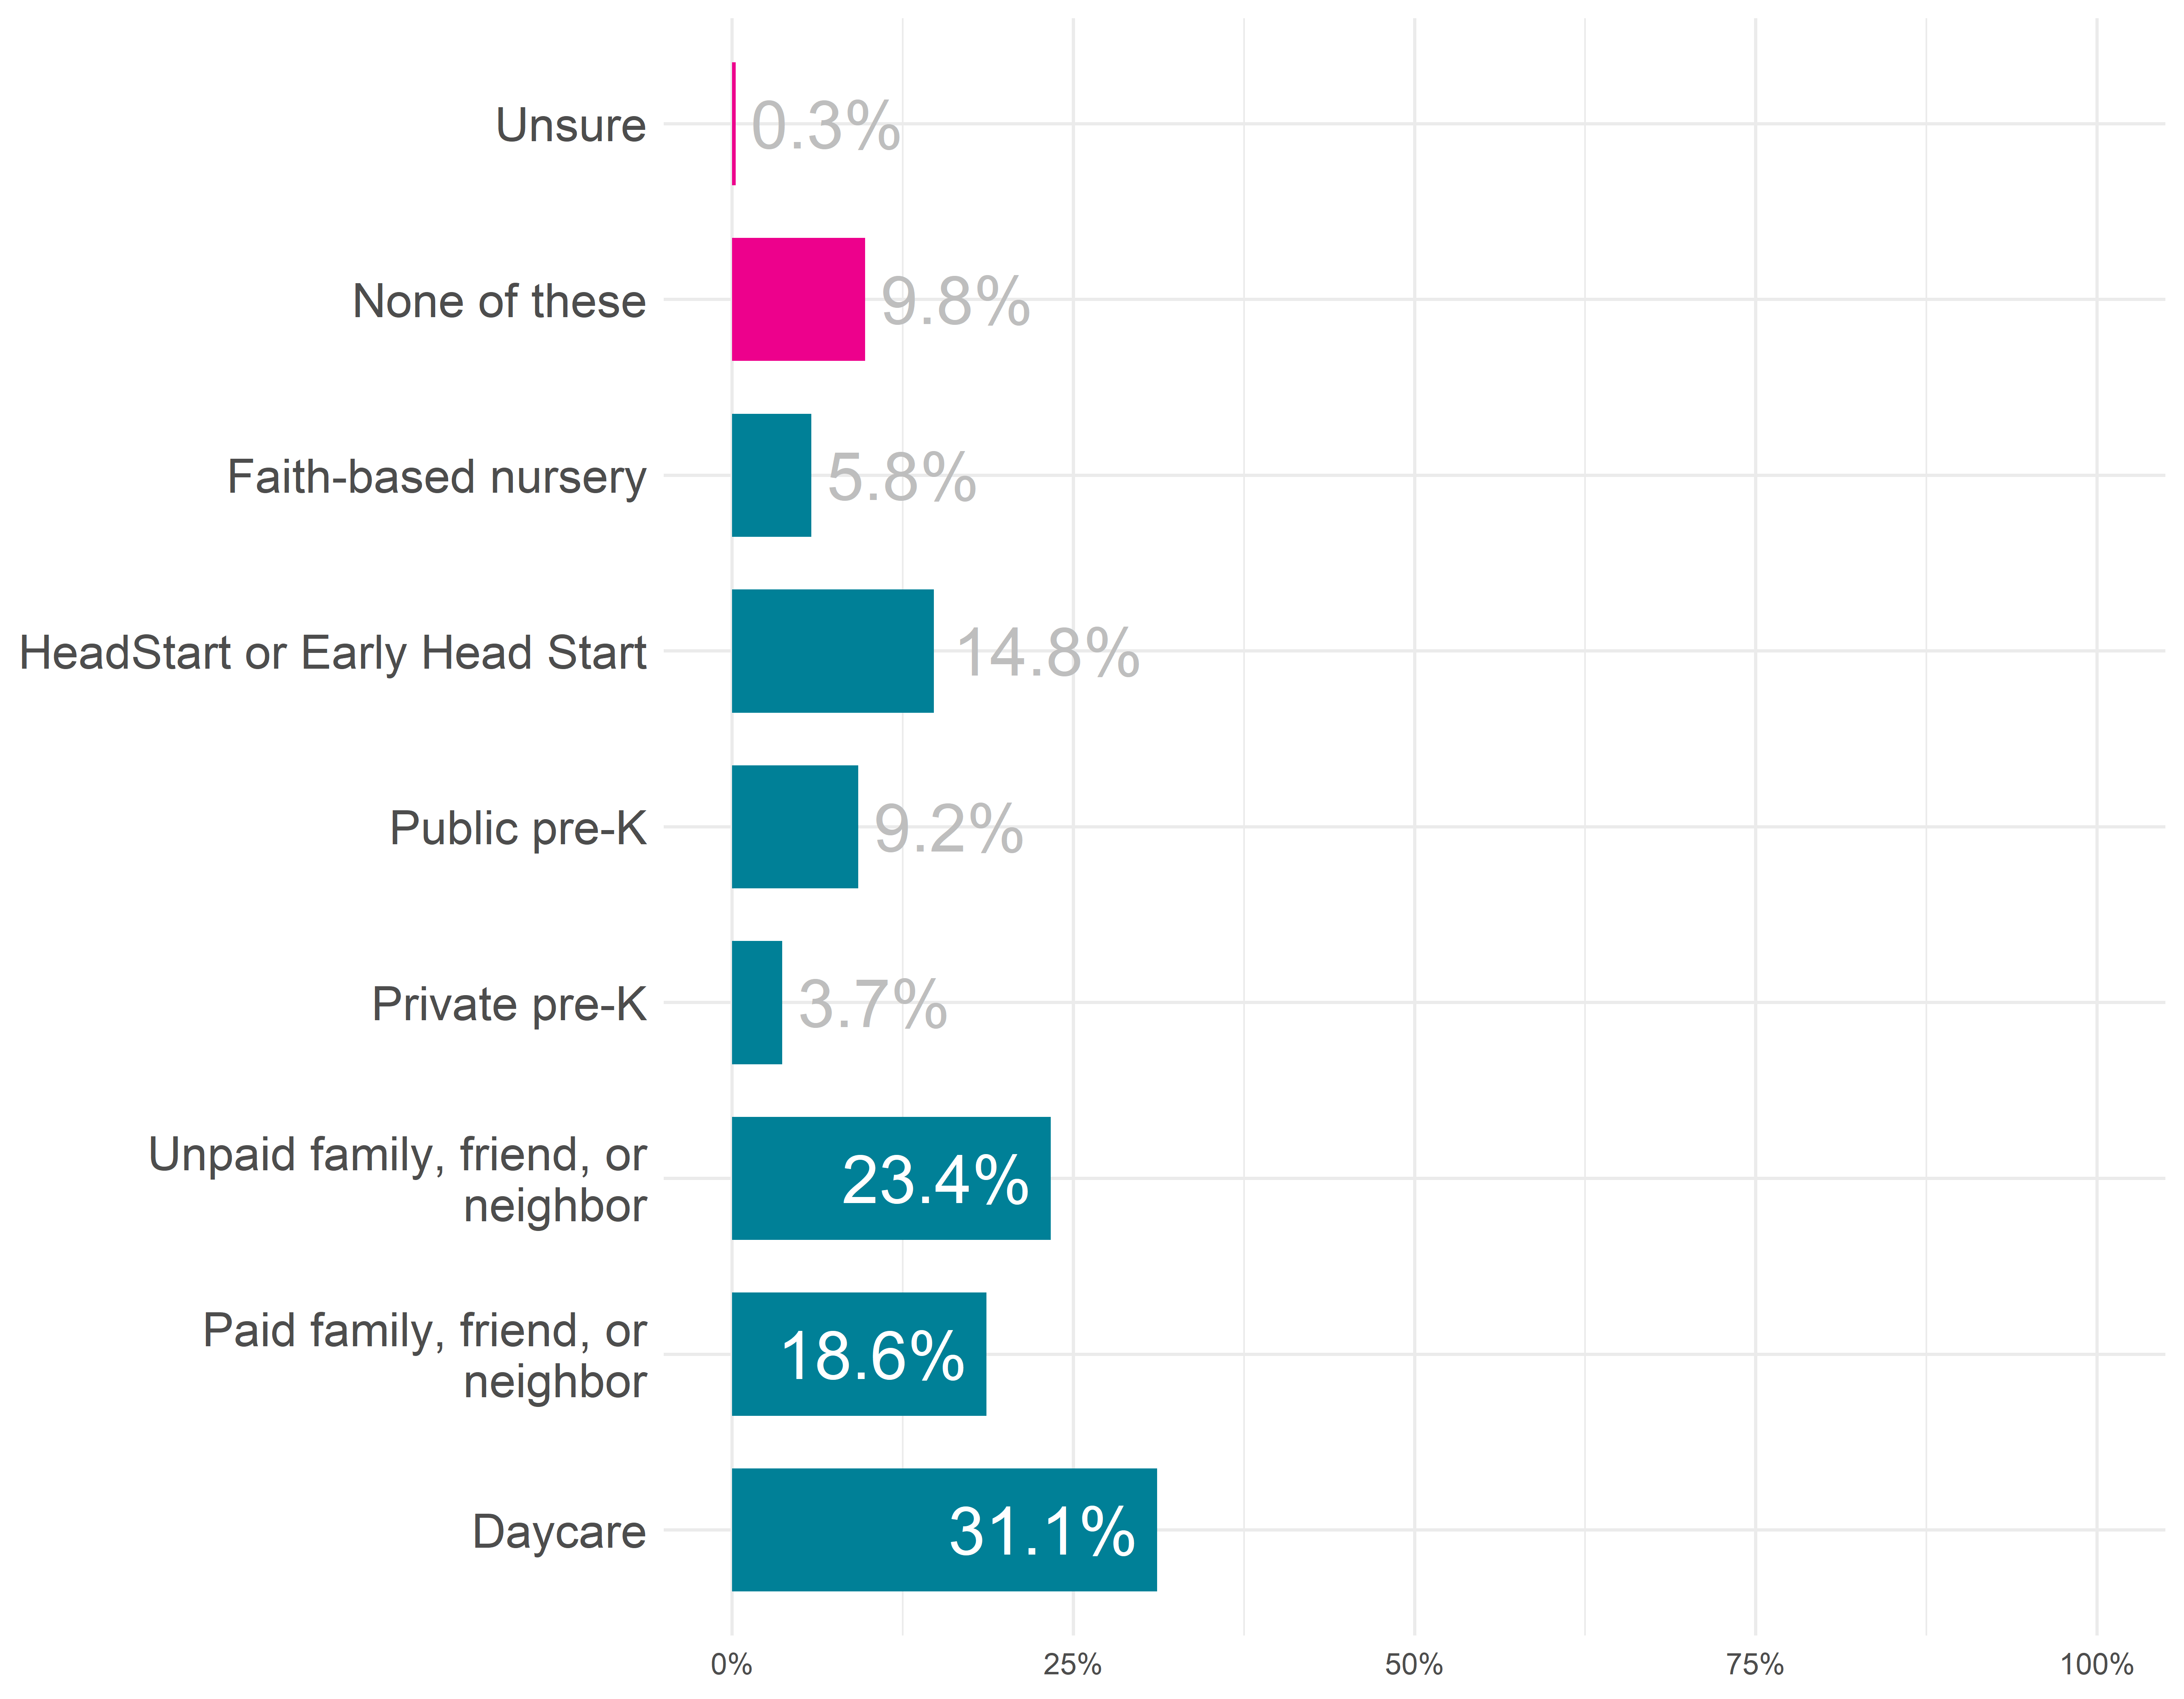 Unsure
0.3%
None of these
9.8%
Faith-based nursery
5.8%
HeadStart or Early Head Start
14.8%
Public pre-K
9.2%
Private pre-K
3.7%
Unpaid family, friend, or
neighbor
23.4%
Paid family, friend, or
neighbor
18.6%
Daycare
31.1%
0% 25% 50% 75% 100%